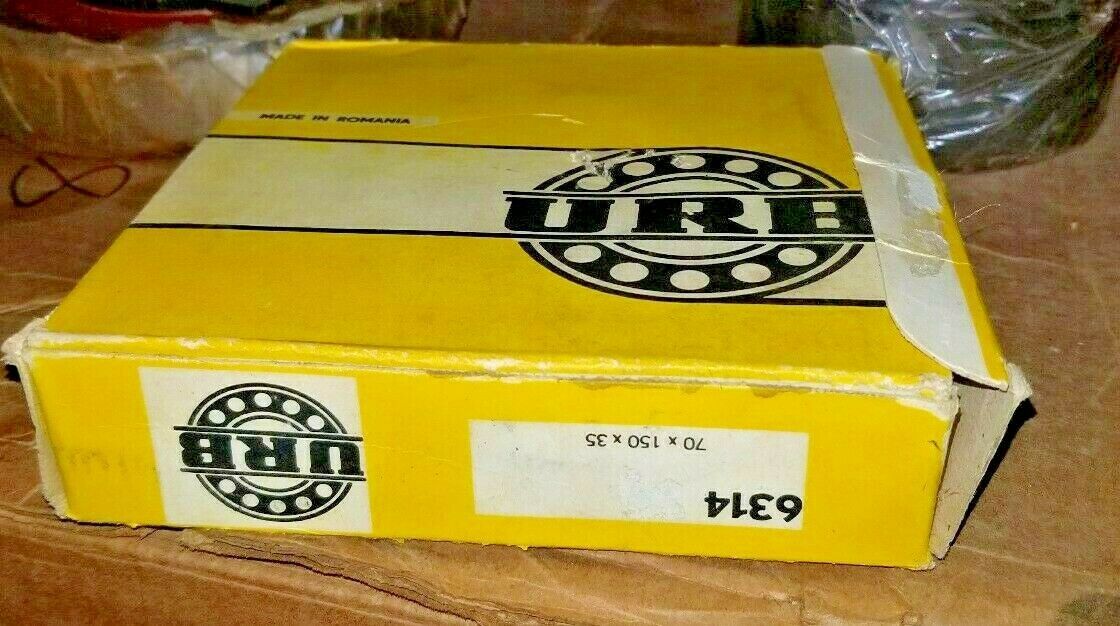 MADE IN ROMANIA
URB
URB
6314
70 x 150 x 35